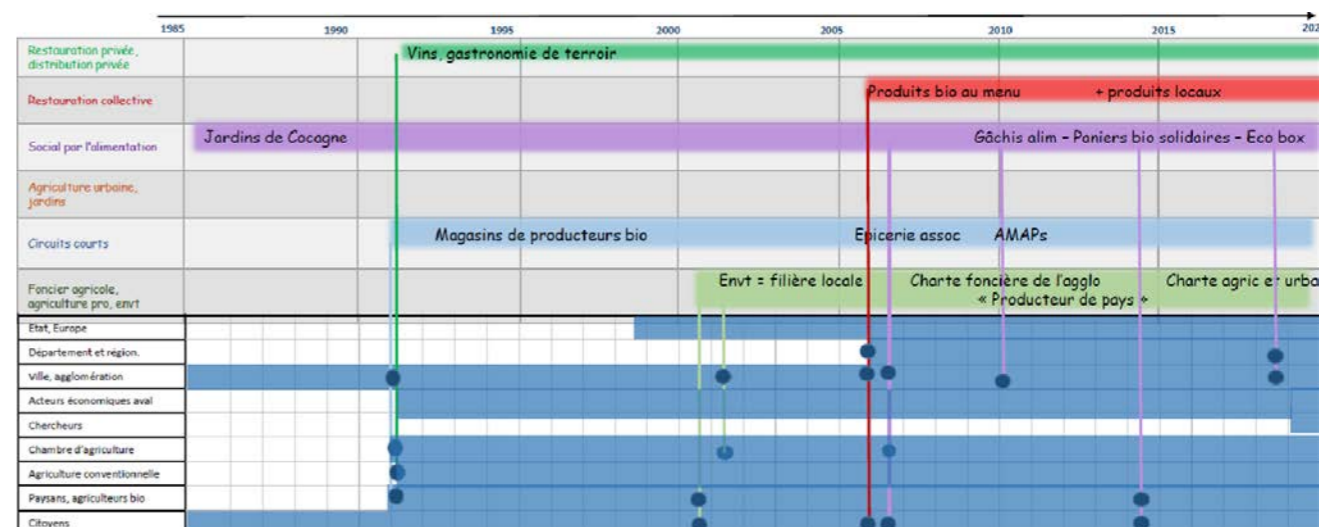 1985 1990 1995 2000 2005 2010 2015 202
Restauration privée,
distribution privée
Vins, gastronomie de terroir
Restauration collective
Produits bio au menu + produits locaux
Social par l'alimentation
Jardins de Cocagne
Gâchis alim – Paniers bio solidaires – Eco box
Agriculture urbaine,
jardins
Circuits courts
Magasins de producteurs bio
Epicerie assoc
AMAPs
Foncier agricole,
agriculture pro, envt
Envt = filière locale
Charte foncière de l'agglo
« Producteur de pays »
Charte agric et urba
Etat, Europe
Département et région.
Ville, agglomération
Acteurs économiques aval
Chercheurs
Chambre d'agriculture
Agriculture conventionnelle
Paysans, agriculteurs bio
Citoyens